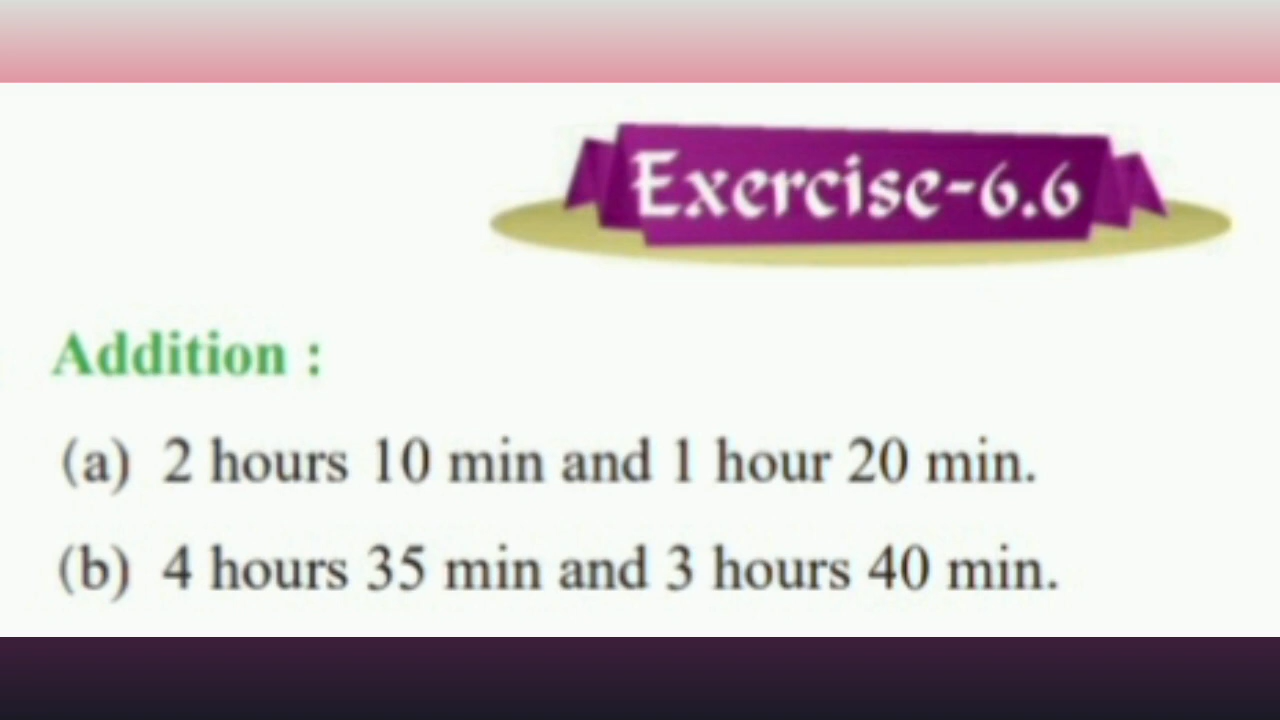 Exercise-6.6
Addition :
(a) 2 hours 10 min and 1 hour 20 min.
(b) 4 hours 35 min and 3 hours 40 min.